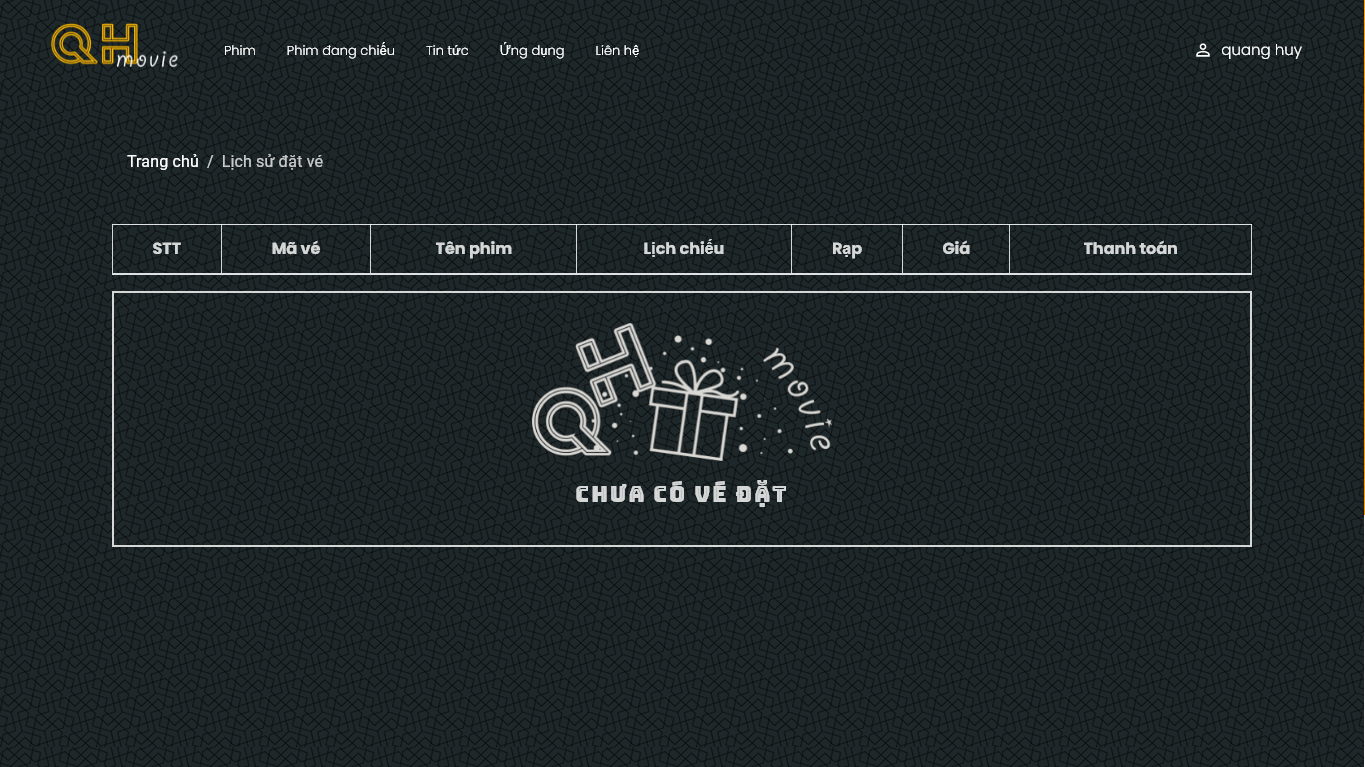 QH movie
Phim Phim đang chiếu Tin tức Ứng dụng Liên hệ quang huy
Trang chủ / Lịch sử đặt vé
STT Mã vé Tên phim Lịch chiếu Rạp Giá Thanh toán
QH movie
CHƯA CÓ VÉ ĐẶT